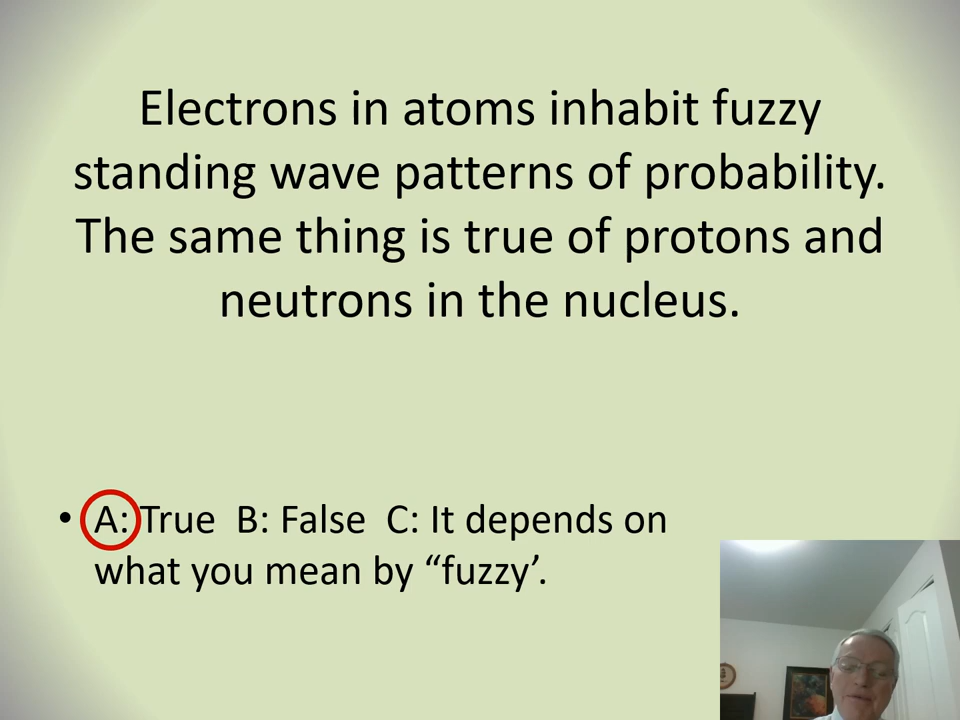 Electrons in atoms inhabit fuzzy
standing wave patterns of probability.
The same thing is true of protons and
neutrons in the nucleus.
• A: True  B: False  C: It depends on
what you mean by “fuzzy’.